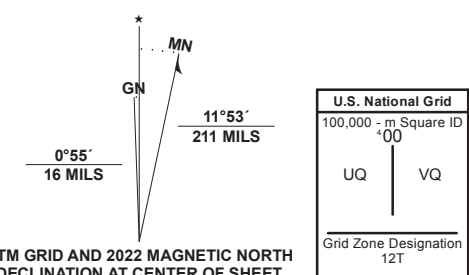 ★
MN
GN
11°53´
211 MILS
0°55´
16 MILS
TM GRID AND 2022 MAGNETIC NORTH
DECLINATION AT CENTER OF SHEET
U.S. National Grid
100,000 - m Square ID
⁴00
UQ VQ
Grid Zone Designation
12T